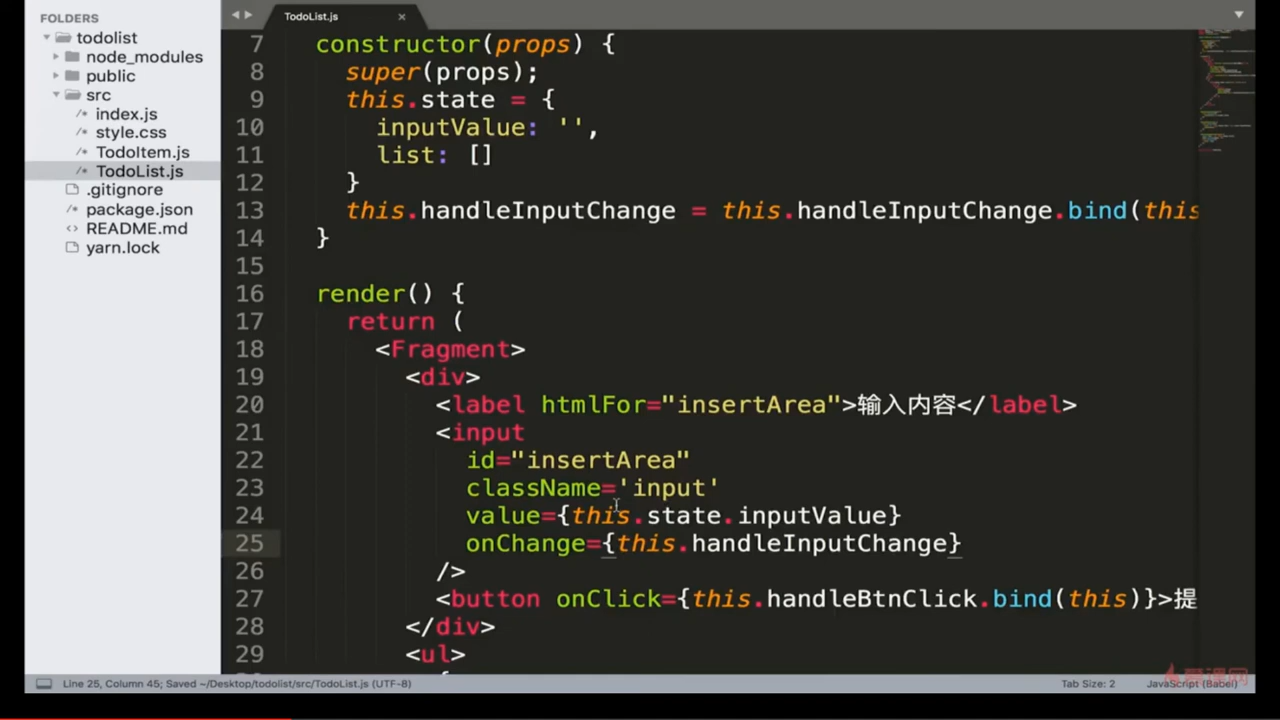 FOLDERS
todolist
node_modules
public
src
/* index.js
/* style.css
/* TodoItem.js
/* TodoList.js
.gitignore
package.json
<> README.md
yarn.lock
TodoList.js ×
7 constructor(props) {
8 super(props);
9 this.state = {
10 inputValue: '',
11 list: []
12 }
13 this.handleInputChange = this.handleInputChange.bind(this
14 }
15
16 render() {
17 return (
18 <Fragment>
19 <div>
20 <label htmlFor="insertArea">输入内容</label>
21 <input
22 id="insertArea"
23 className='input'
24 value={this.state.inputValue}
25 onChange={this.handleInputChange}
26 />
27 <button onClick={this.handleBtnClick.bind(this)}>提
28 </div>
29 <ul>
Line 25, Column 45; Saved ~/Desktop/todolist/src/TodoList.js (UTF-8)
Tab Size: 2
JavaScript (Babel)